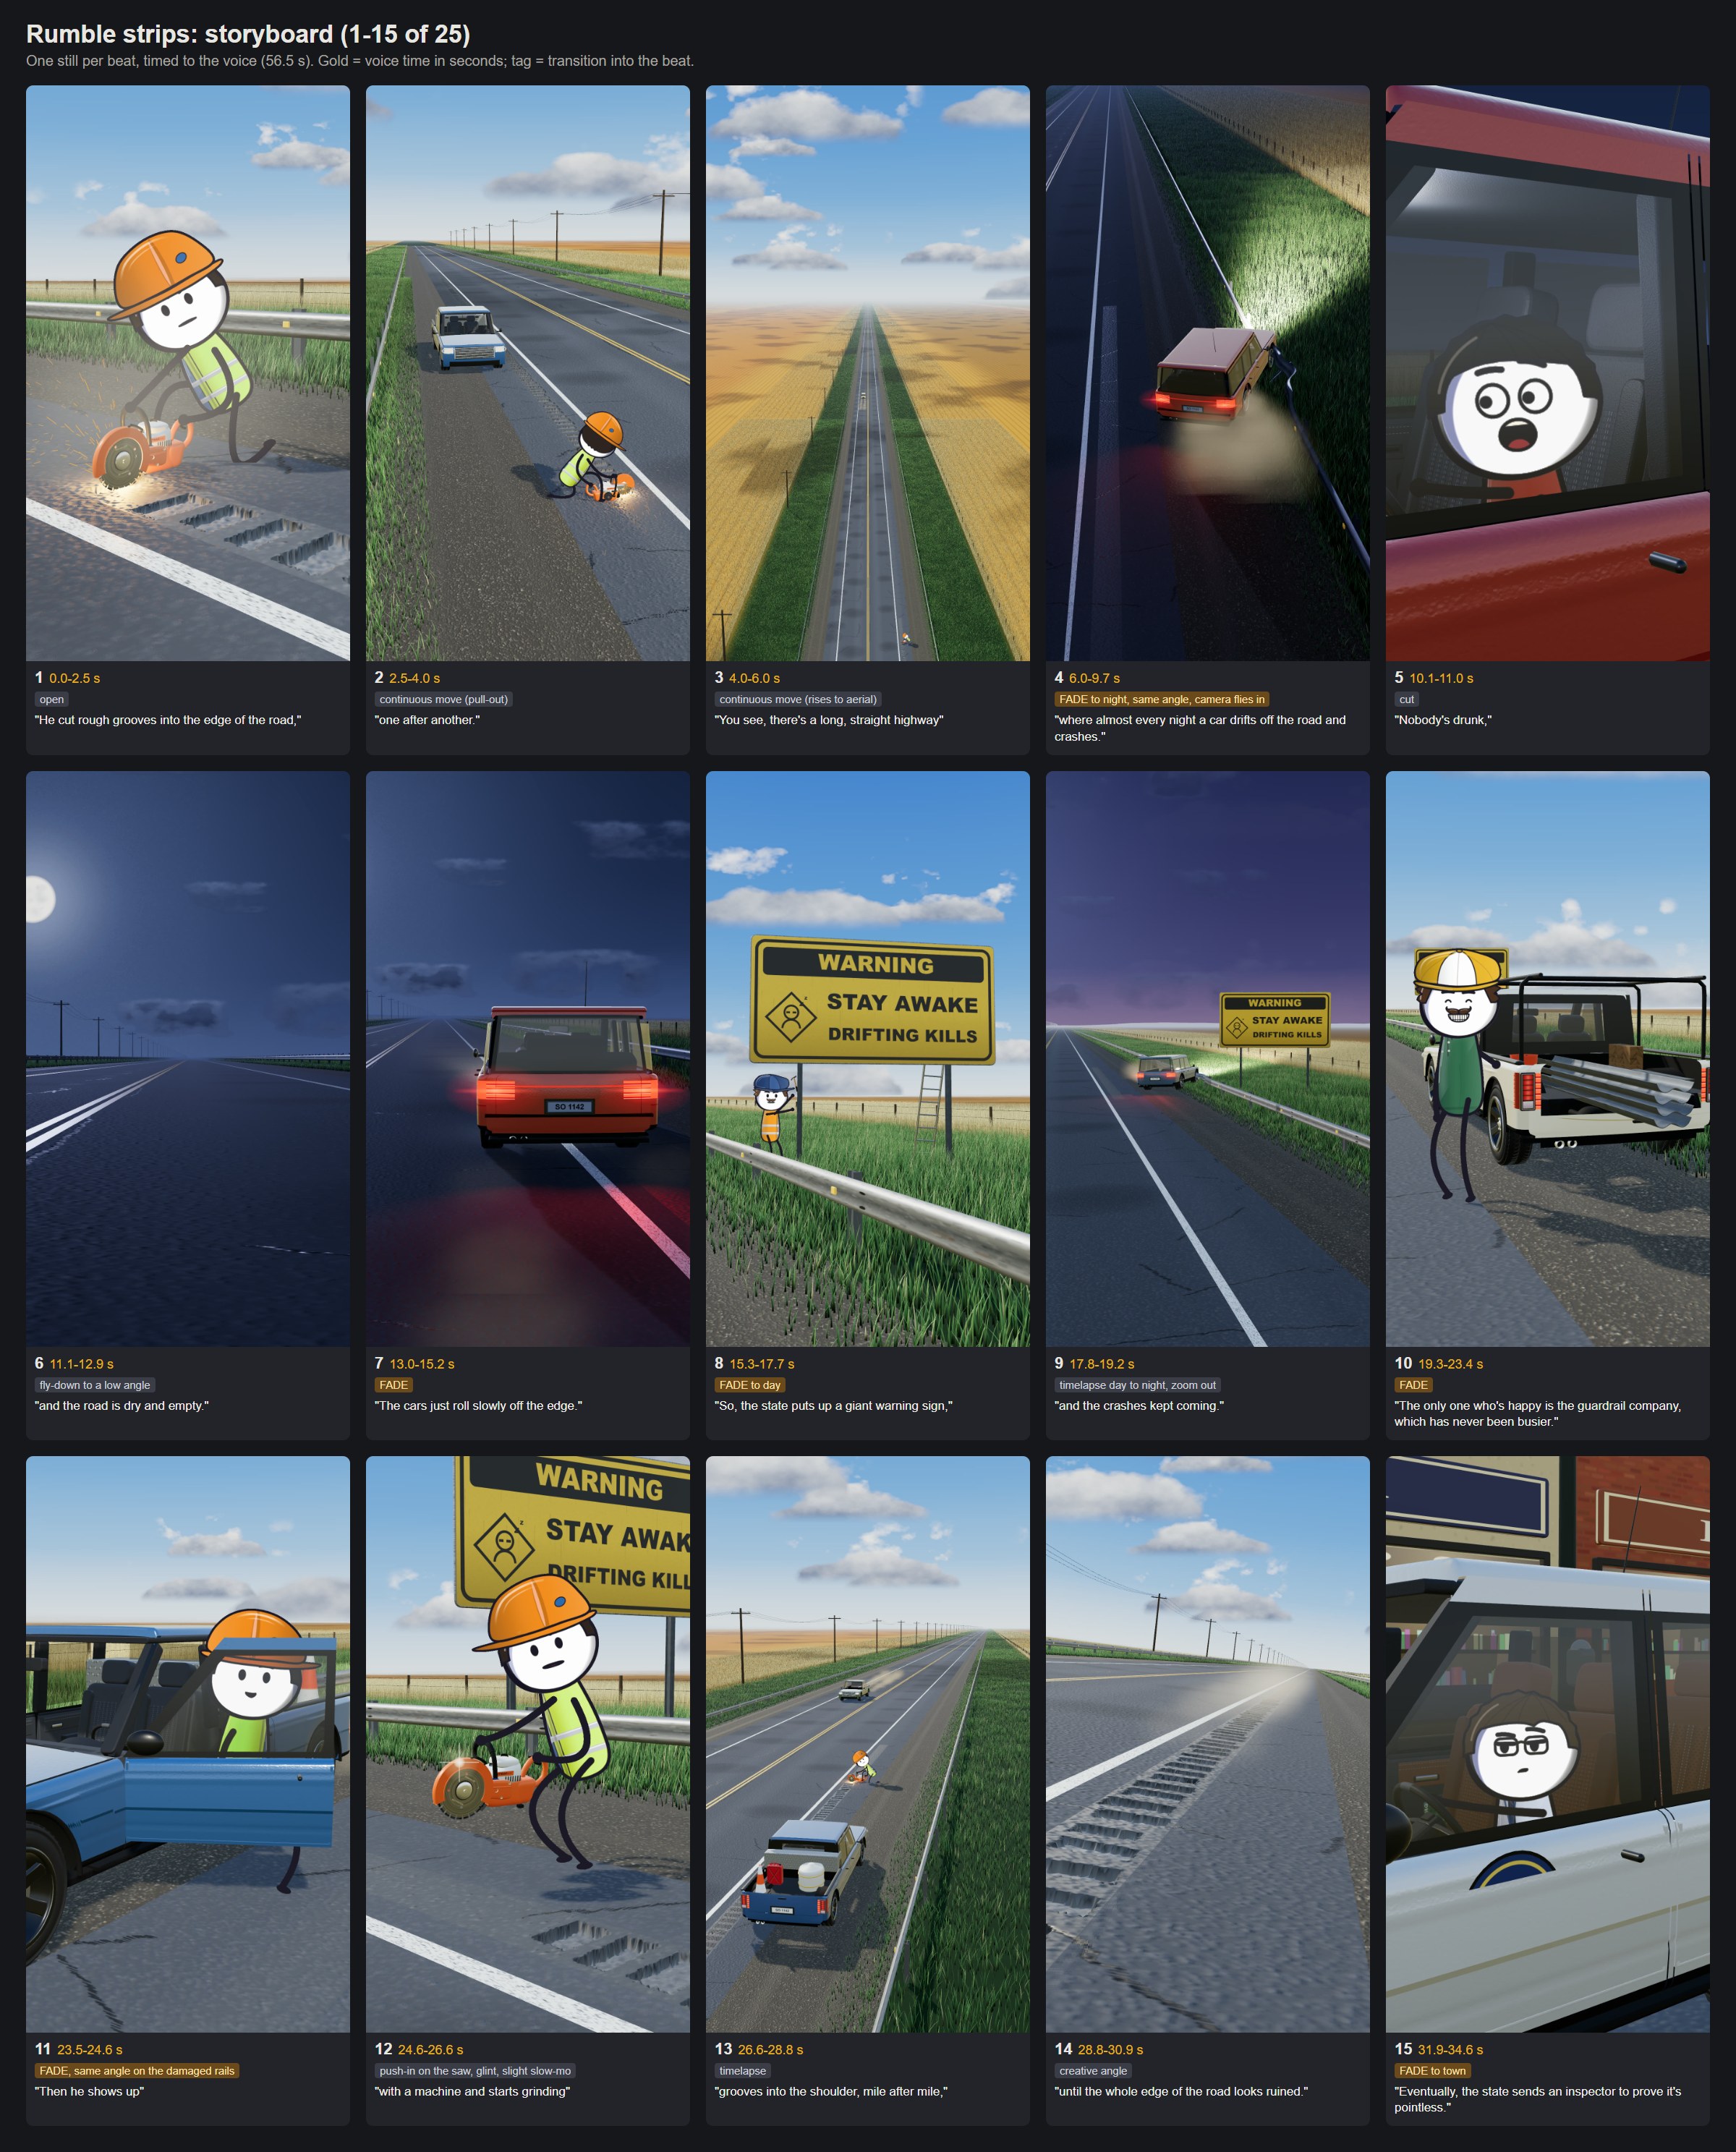 Rumble strips: storyboard (1-15 of 25)
One still per beat, timed to the voice (56.5 s). Gold = voice time in seconds; tag = transition into the beat.
1 0.0-2.5 s
open
"He cut rough grooves into the edge of the road,"
2 2.5-4.0 s
continuous move (pull-out)
"one after another."
3 4.0-6.0 s
continuous move (rises to aerial)
"You see, there's a long, straight highway"
4 6.0-9.7 s
FADE to night, same angle, camera flies in
"where almost every night a car drifts off the road and
crashes."
5 10.1-11.0 s
cut
"Nobody's drunk,"
6 11.1-12.9 s
fly-down to a low angle
"and the road is dry and empty."
SO 1142
7 13.0-15.2 s
FADE
"The cars just roll slowly off the edge."
WARNING
STAY AWAKE
DRIFTING KILLS
8 15.3-17.7 s
FADE to day
"So, the state puts up a giant warning sign,"
WARNING
STAY AWAKE
DRIFTING KILLS
9 17.8-19.2 s
timelapse day to night, zoom out
"and the crashes kept coming."
10 19.3-23.4 s
FADE
"The only one who's happy is the guardrail company,
which has never been busier."
11 23.5-24.6 s
FADE, same angle on the damaged rails
"Then he shows up"
WARNING
STAY AWAK
DRIFTING KILL
12 24.6-26.6 s
push-in on the saw, glint, slight slow-mo
"with a machine and starts grinding"
13 26.6-28.8 s
timelapse
"grooves into the shoulder, mile after mile,"
14 28.8-30.9 s
creative angle
"until the whole edge of the road looks ruined."
15 31.9-34.6 s
FADE to town
"Eventually, the state sends an inspector to prove it's
pointless."